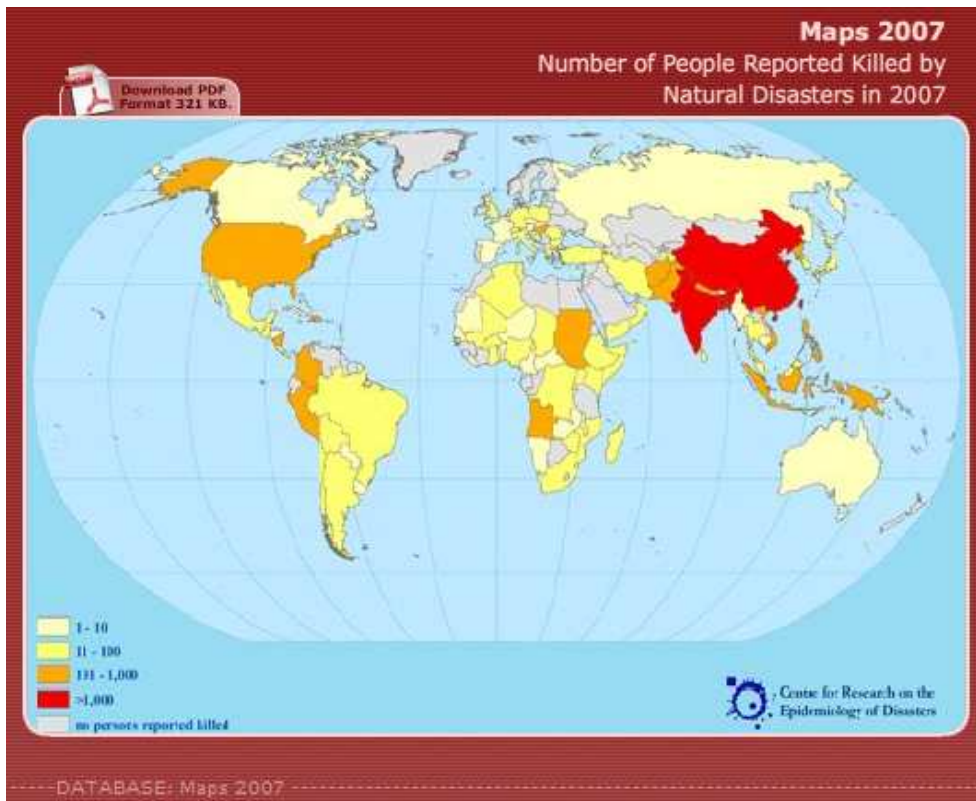 Maps 2007
Number of People Reported Killed by
Natural Disasters in 2007
Download PDF
Format 321 KB.
1 - 10
11 - 100
101 - 1,000
>1,000
no persons reported killed
Centre for Research on the
Epidemiology of Disasters
DATABASE: Maps 2007